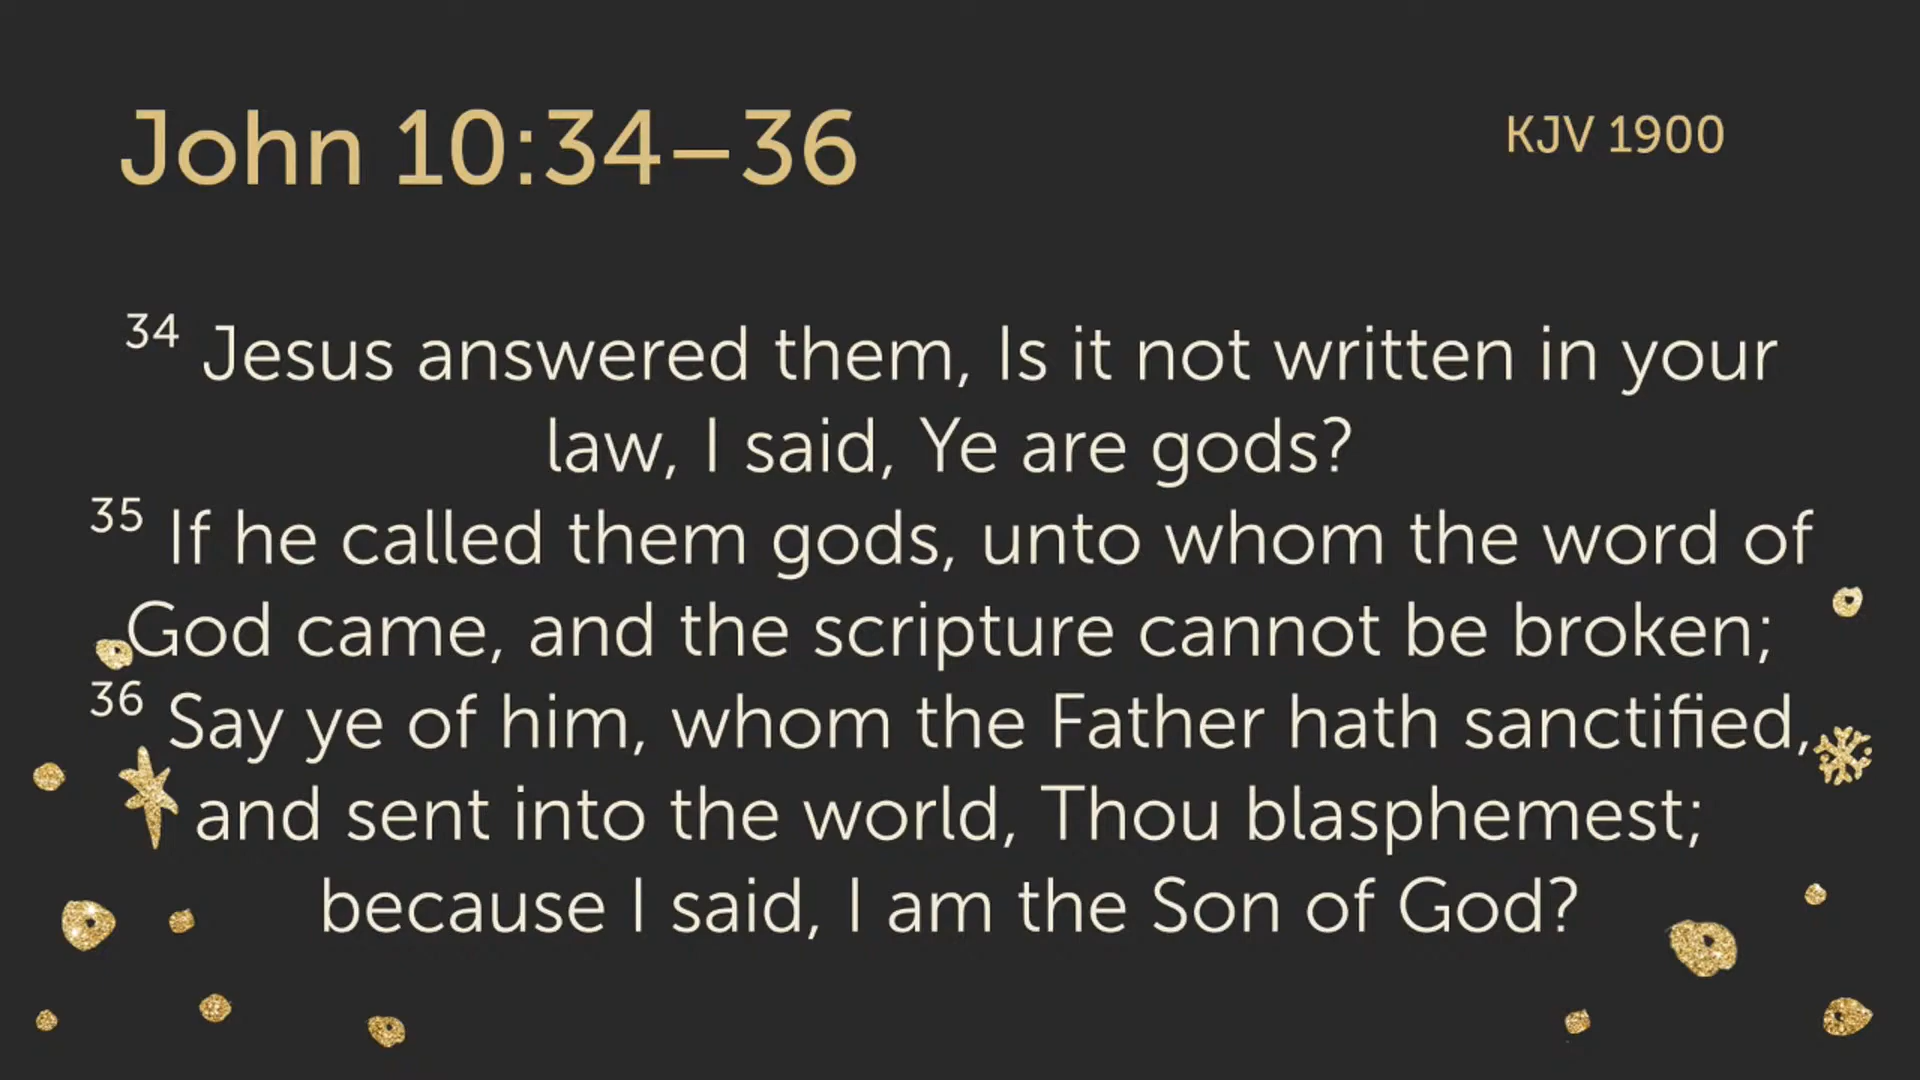 John 10:34–36
KJV 1900
34 Jesus answered them, Is it not written in your
law, I said, Ye are gods?
35 If he called them gods, unto whom the word of
God came, and the scripture cannot be broken;
36 Say ye of him, whom the Father hath sanctified,
and sent into the world, Thou blasphemest;
because I said, I am the Son of God?